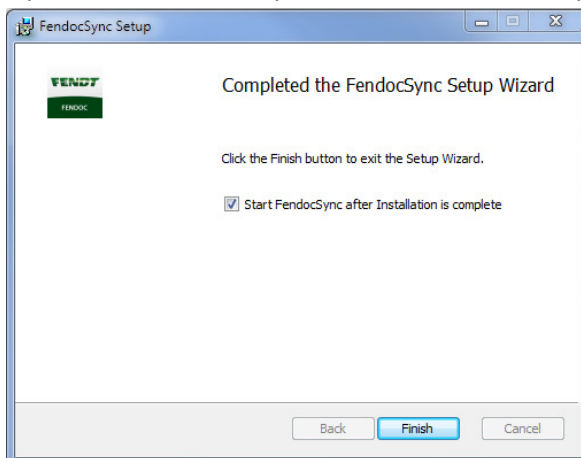 FendocSync Setup
FENDT
FENDOC
Completed the FendocSync Setup Wizard
Click the Finish button to exit the Setup Wizard.
Start FendocSync after Installation is complete
Back Finish Cancel